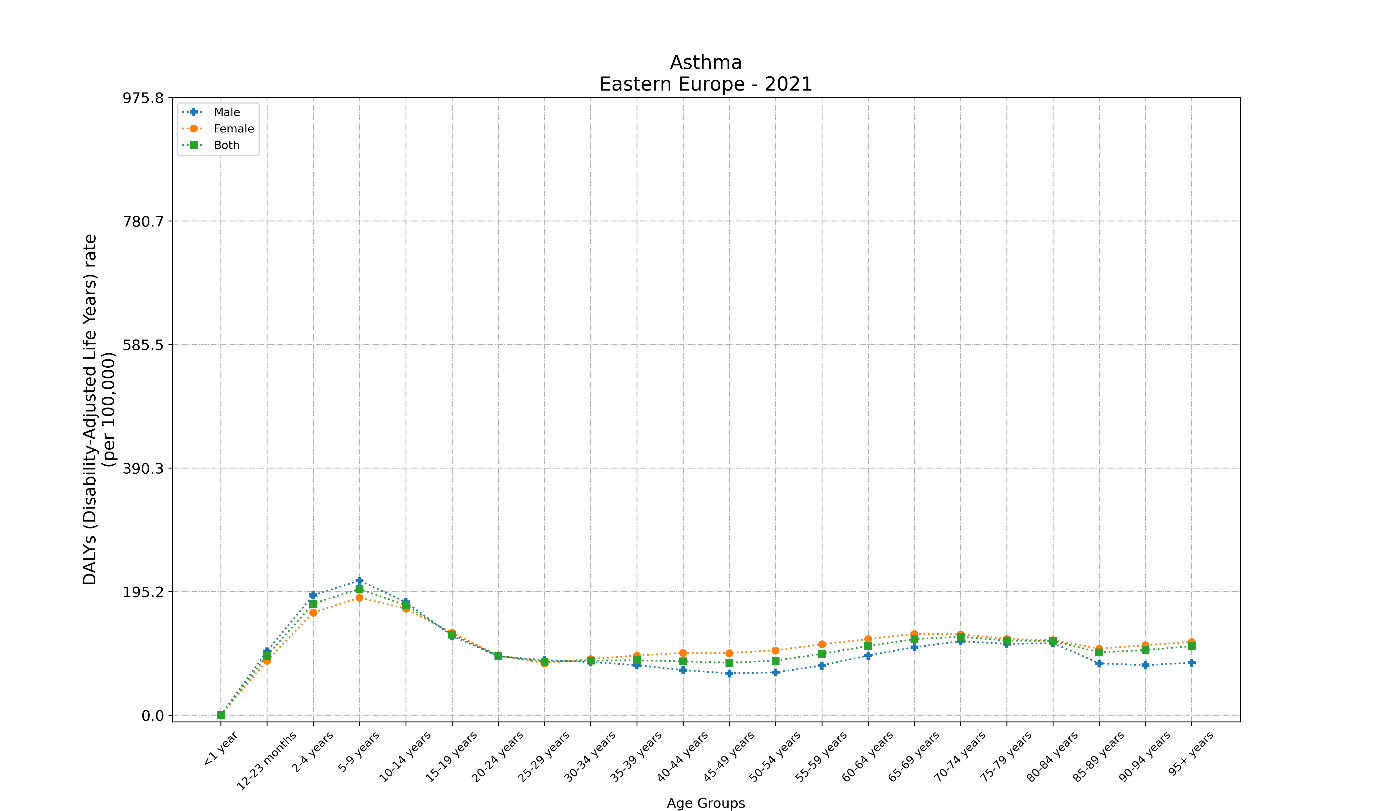 Asthma
Eastern Europe - 2021
Male
Female
Both
975.8
780.7
585.5
390.3
195.2
0.0
DALYs (Disability-Adjusted Life Years) rate
(per 100,000)
<1 year
12-23 months
2-4 years
5-9 years
10-14 years
15-19 years
20-24 years
25-29 years
30-34 years
35-39 years
40-44 years
45-49 years
50-54 years
55-59 years
60-64 years
65-69 years
70-74 years
75-79 years
80-84 years
85-89 years
90-94 years
95+ years
Age Groups